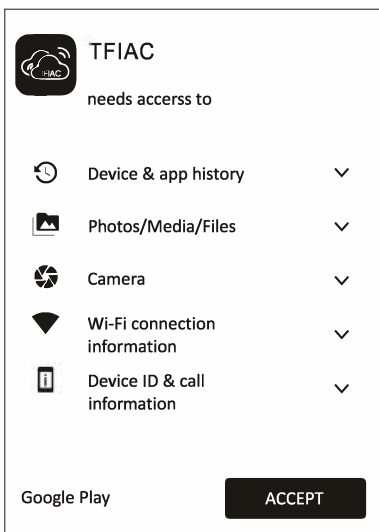 TFIAC
TFIAC
needs accerss to
Device & app history
Photos/Media/Files
Camera
Wi-Fi connection
information
Device ID & call
information
Google Play
ACCEPT